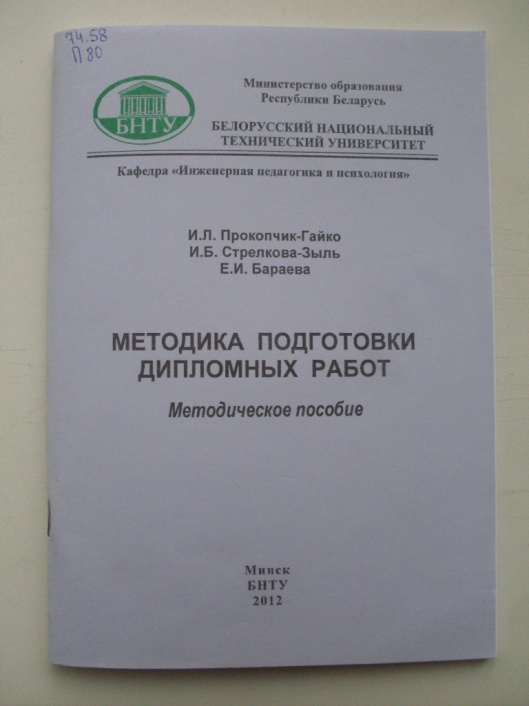 74.58
П 80
БНТУ
Министерство образования
Республики Беларусь
БЕЛОРУССКИЙ НАЦИОНАЛЬНЫЙ
ТЕХНИЧЕСКИЙ УНИВЕРСИТЕТ
Кафедра «Инженерная педагогика и психология»
И.Л. Прокопчик-Гайко
И.Б. Стрелкова-Зыль
Е.И. Бараева
МЕТОДИКА ПОДГОТОВКИ
ДИПЛОМНЫХ РАБОТ
Методическое пособие
Минск
БНТУ
2012